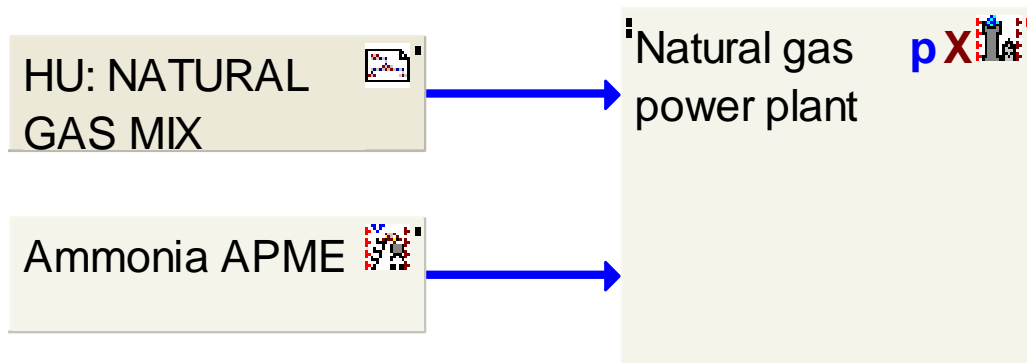 HU: NATURAL
GAS MIX
Natural gas p X
power plant
Ammonia APME